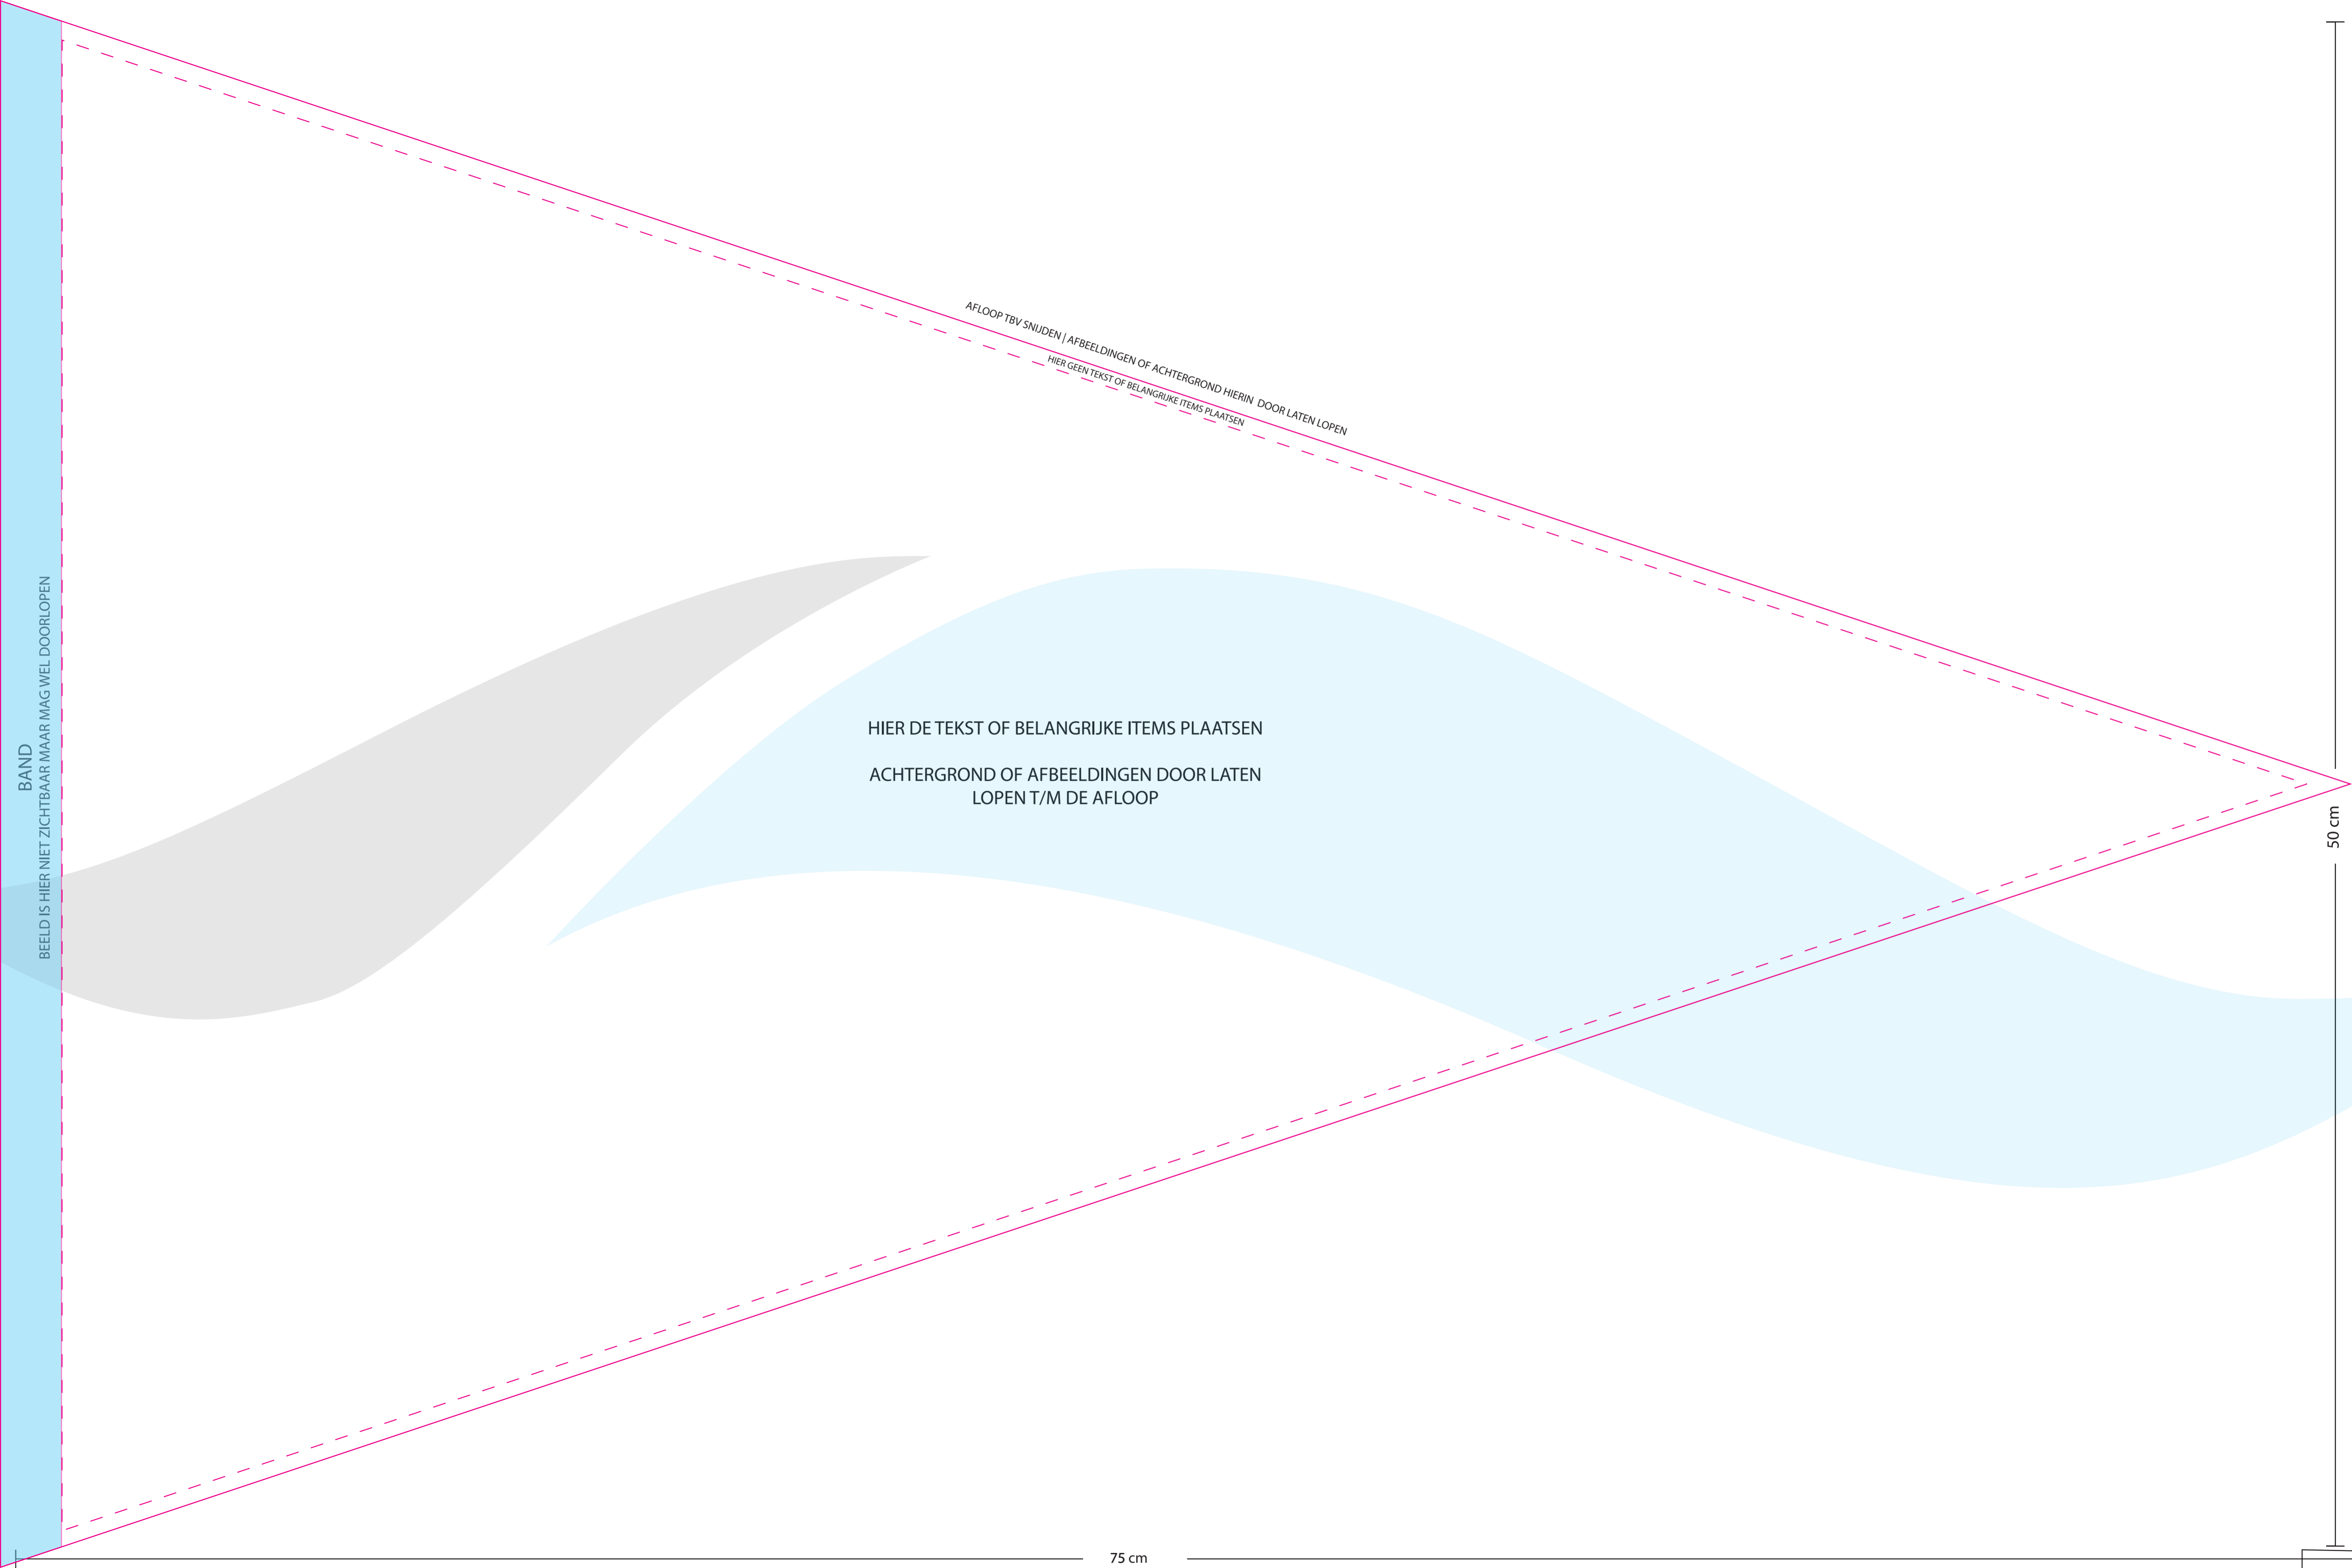 AFLOOP TBV SNIJDEN | AFBEELDINGEN OF ACHTERGROND HIERIN DOOR LATEN LOPEN
HIER GEEN TEKST OF BELANGRIJKE ITEMS PLAATSEN
BAND
BEELD IS HIER NIET ZICHTBAAR MAAR MAG WEL DOORLOPEN
HIER DE TEKST OF BELANGRIJKE ITEMS PLAATSEN
ACHTERGROND OF AFBEELDINGEN DOOR LATEN
LOPEN T/M DE AFLOOP
50 cm
75 cm